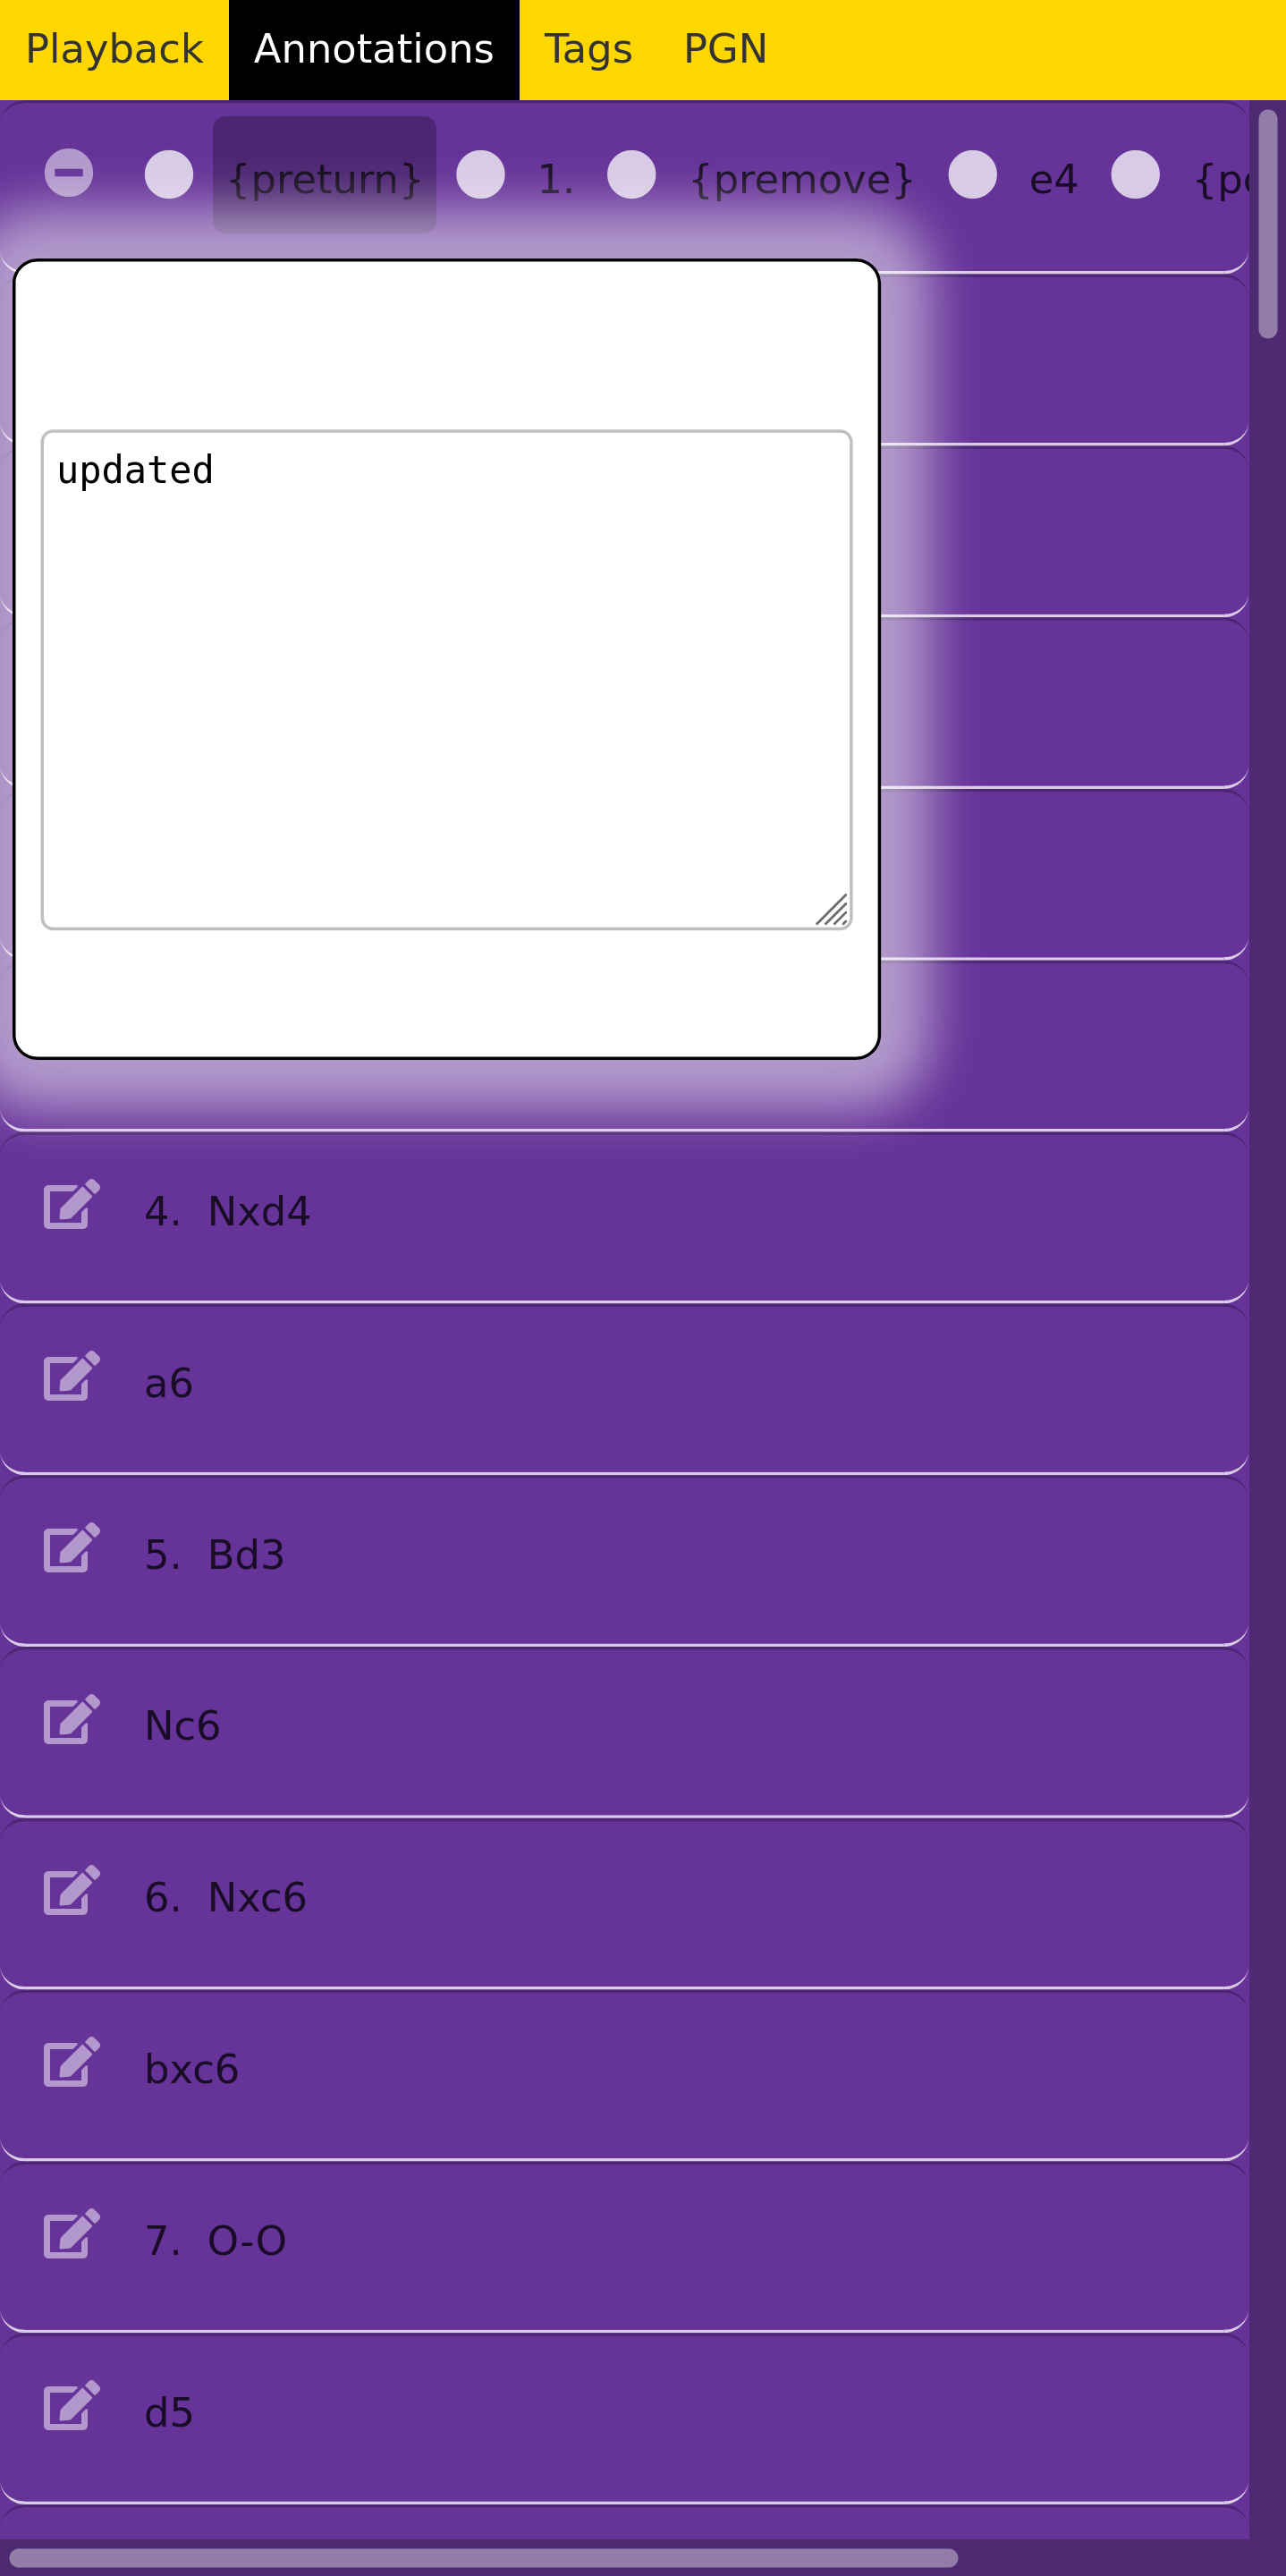 Playback Annotations Tags PGN
{preturn} 1. {premove} e4
updated
4. Nxd4
a6
5. Bd3
Nc6
6. Nxc6
bxc6
7. O-O
d5